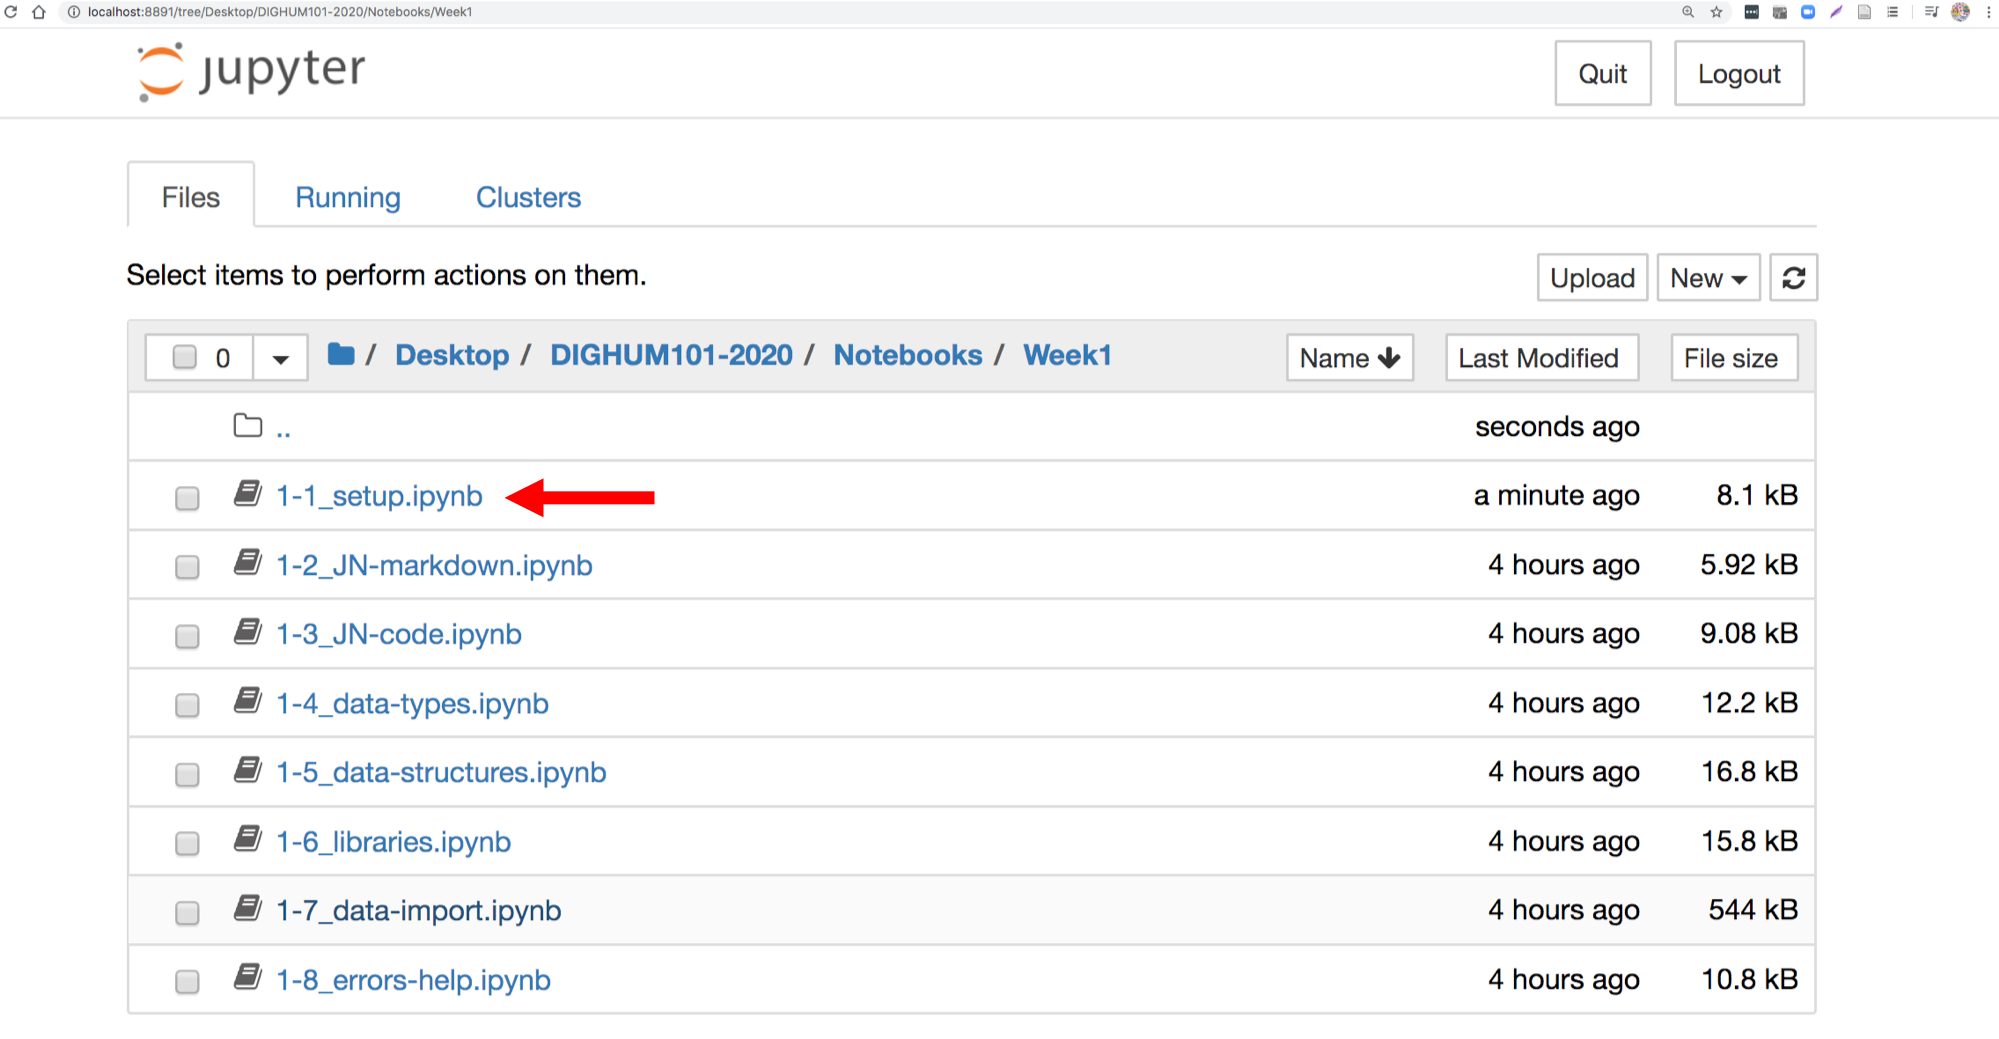 localhost:8891/tree/Desktop/DIGHUM101-2020/Notebooks/Week1
jupyter
Quit
Logout
Files
Running
Clusters
Select items to perform actions on them.
Upload
New
0
/ Desktop / DIGHUM101-2020 / Notebooks / Week1
Name
Last Modified
File size
..
seconds ago
1-1_setup.ipynb
a minute ago
8.1 kB
1-2_JN-markdown.ipynb
4 hours ago
5.92 kB
1-3_JN-code.ipynb
4 hours ago
9.08 kB
1-4_data-types.ipynb
4 hours ago
12.2 kB
1-5_data-structures.ipynb
4 hours ago
16.8 kB
1-6_libraries.ipynb
4 hours ago
15.8 kB
1-7_data-import.ipynb
4 hours ago
544 kB
1-8_errors-help.ipynb
4 hours ago
10.8 kB